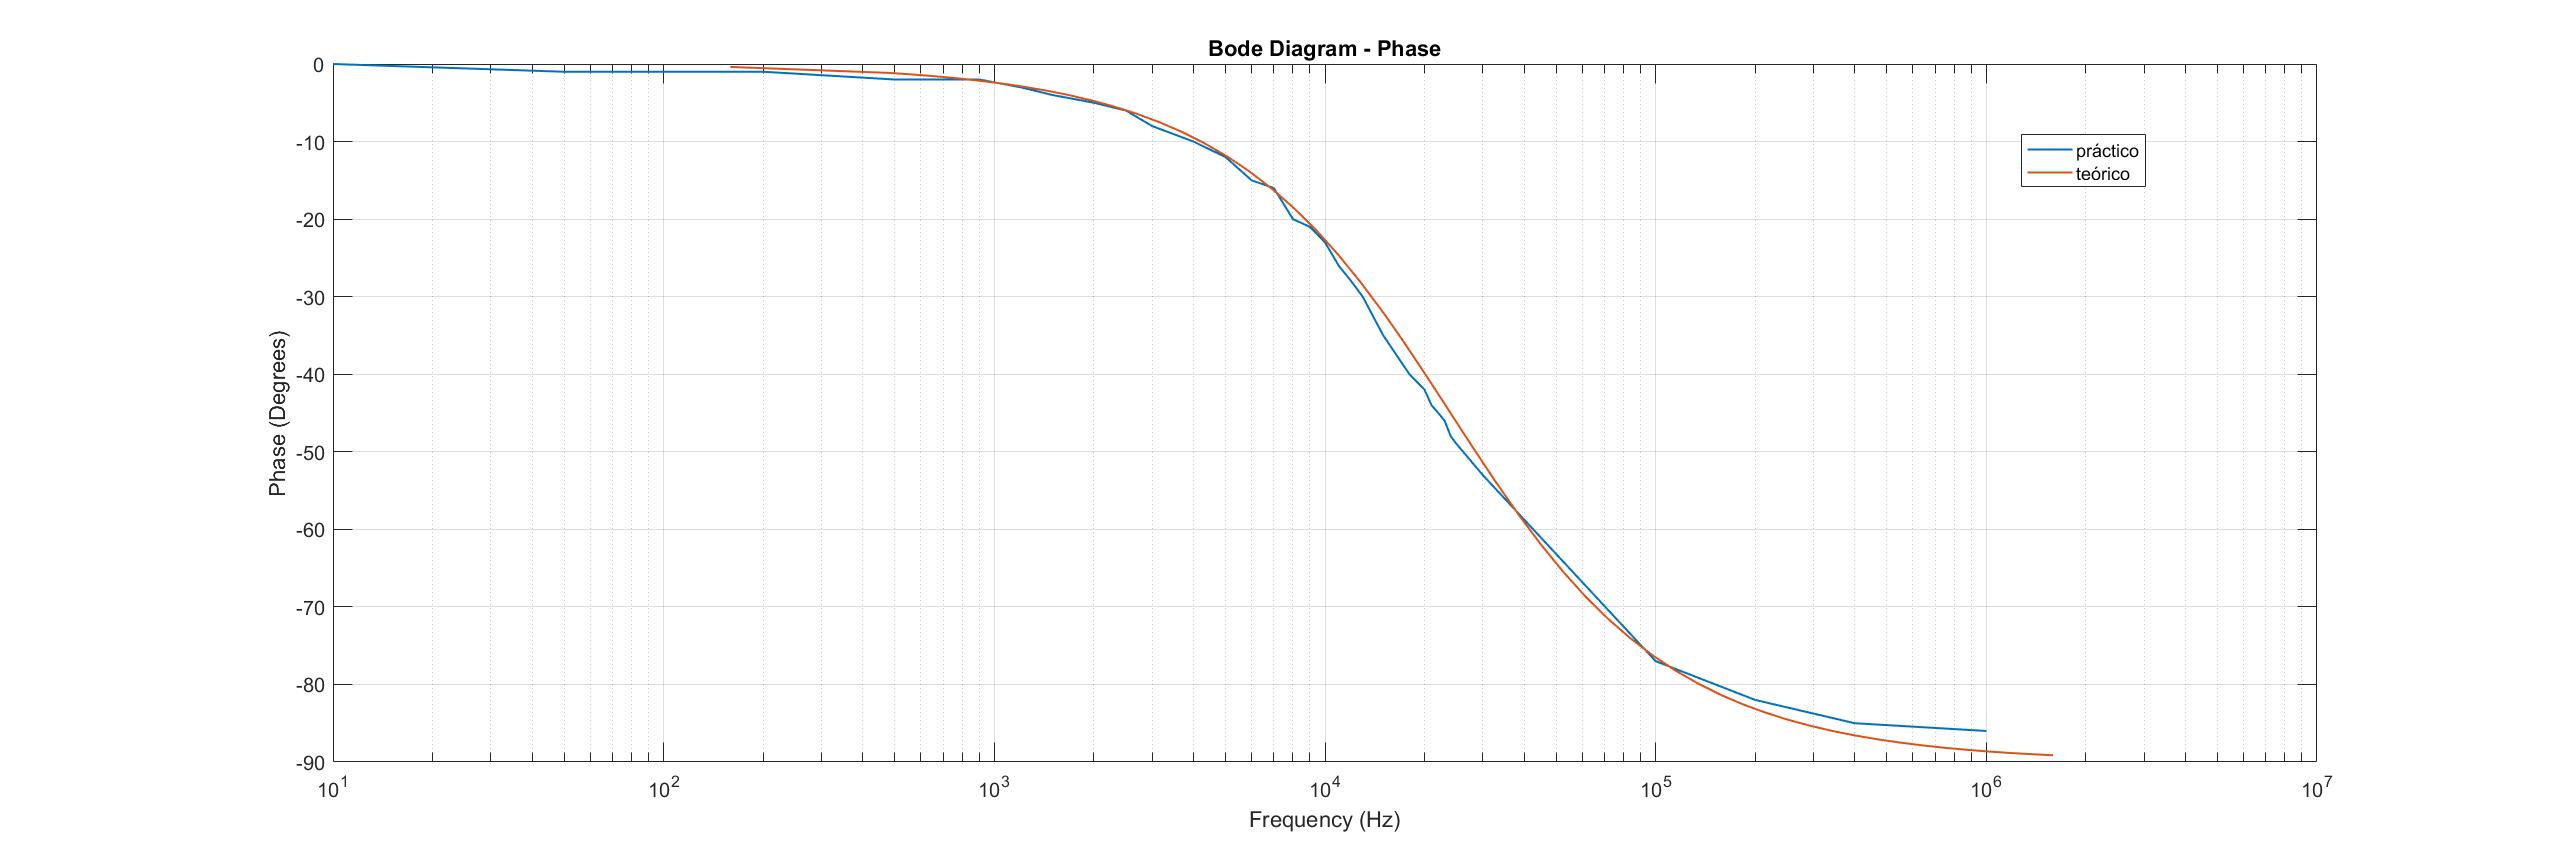 Bode Diagram - Phase
0
-10
-20
-30
-40
-50
-60
-70
-80
-90
Phase (Degrees)
práctico
teórico
10^1 10^2 10^3 10^4 10^5 10^6 10^7
Frequency (Hz)